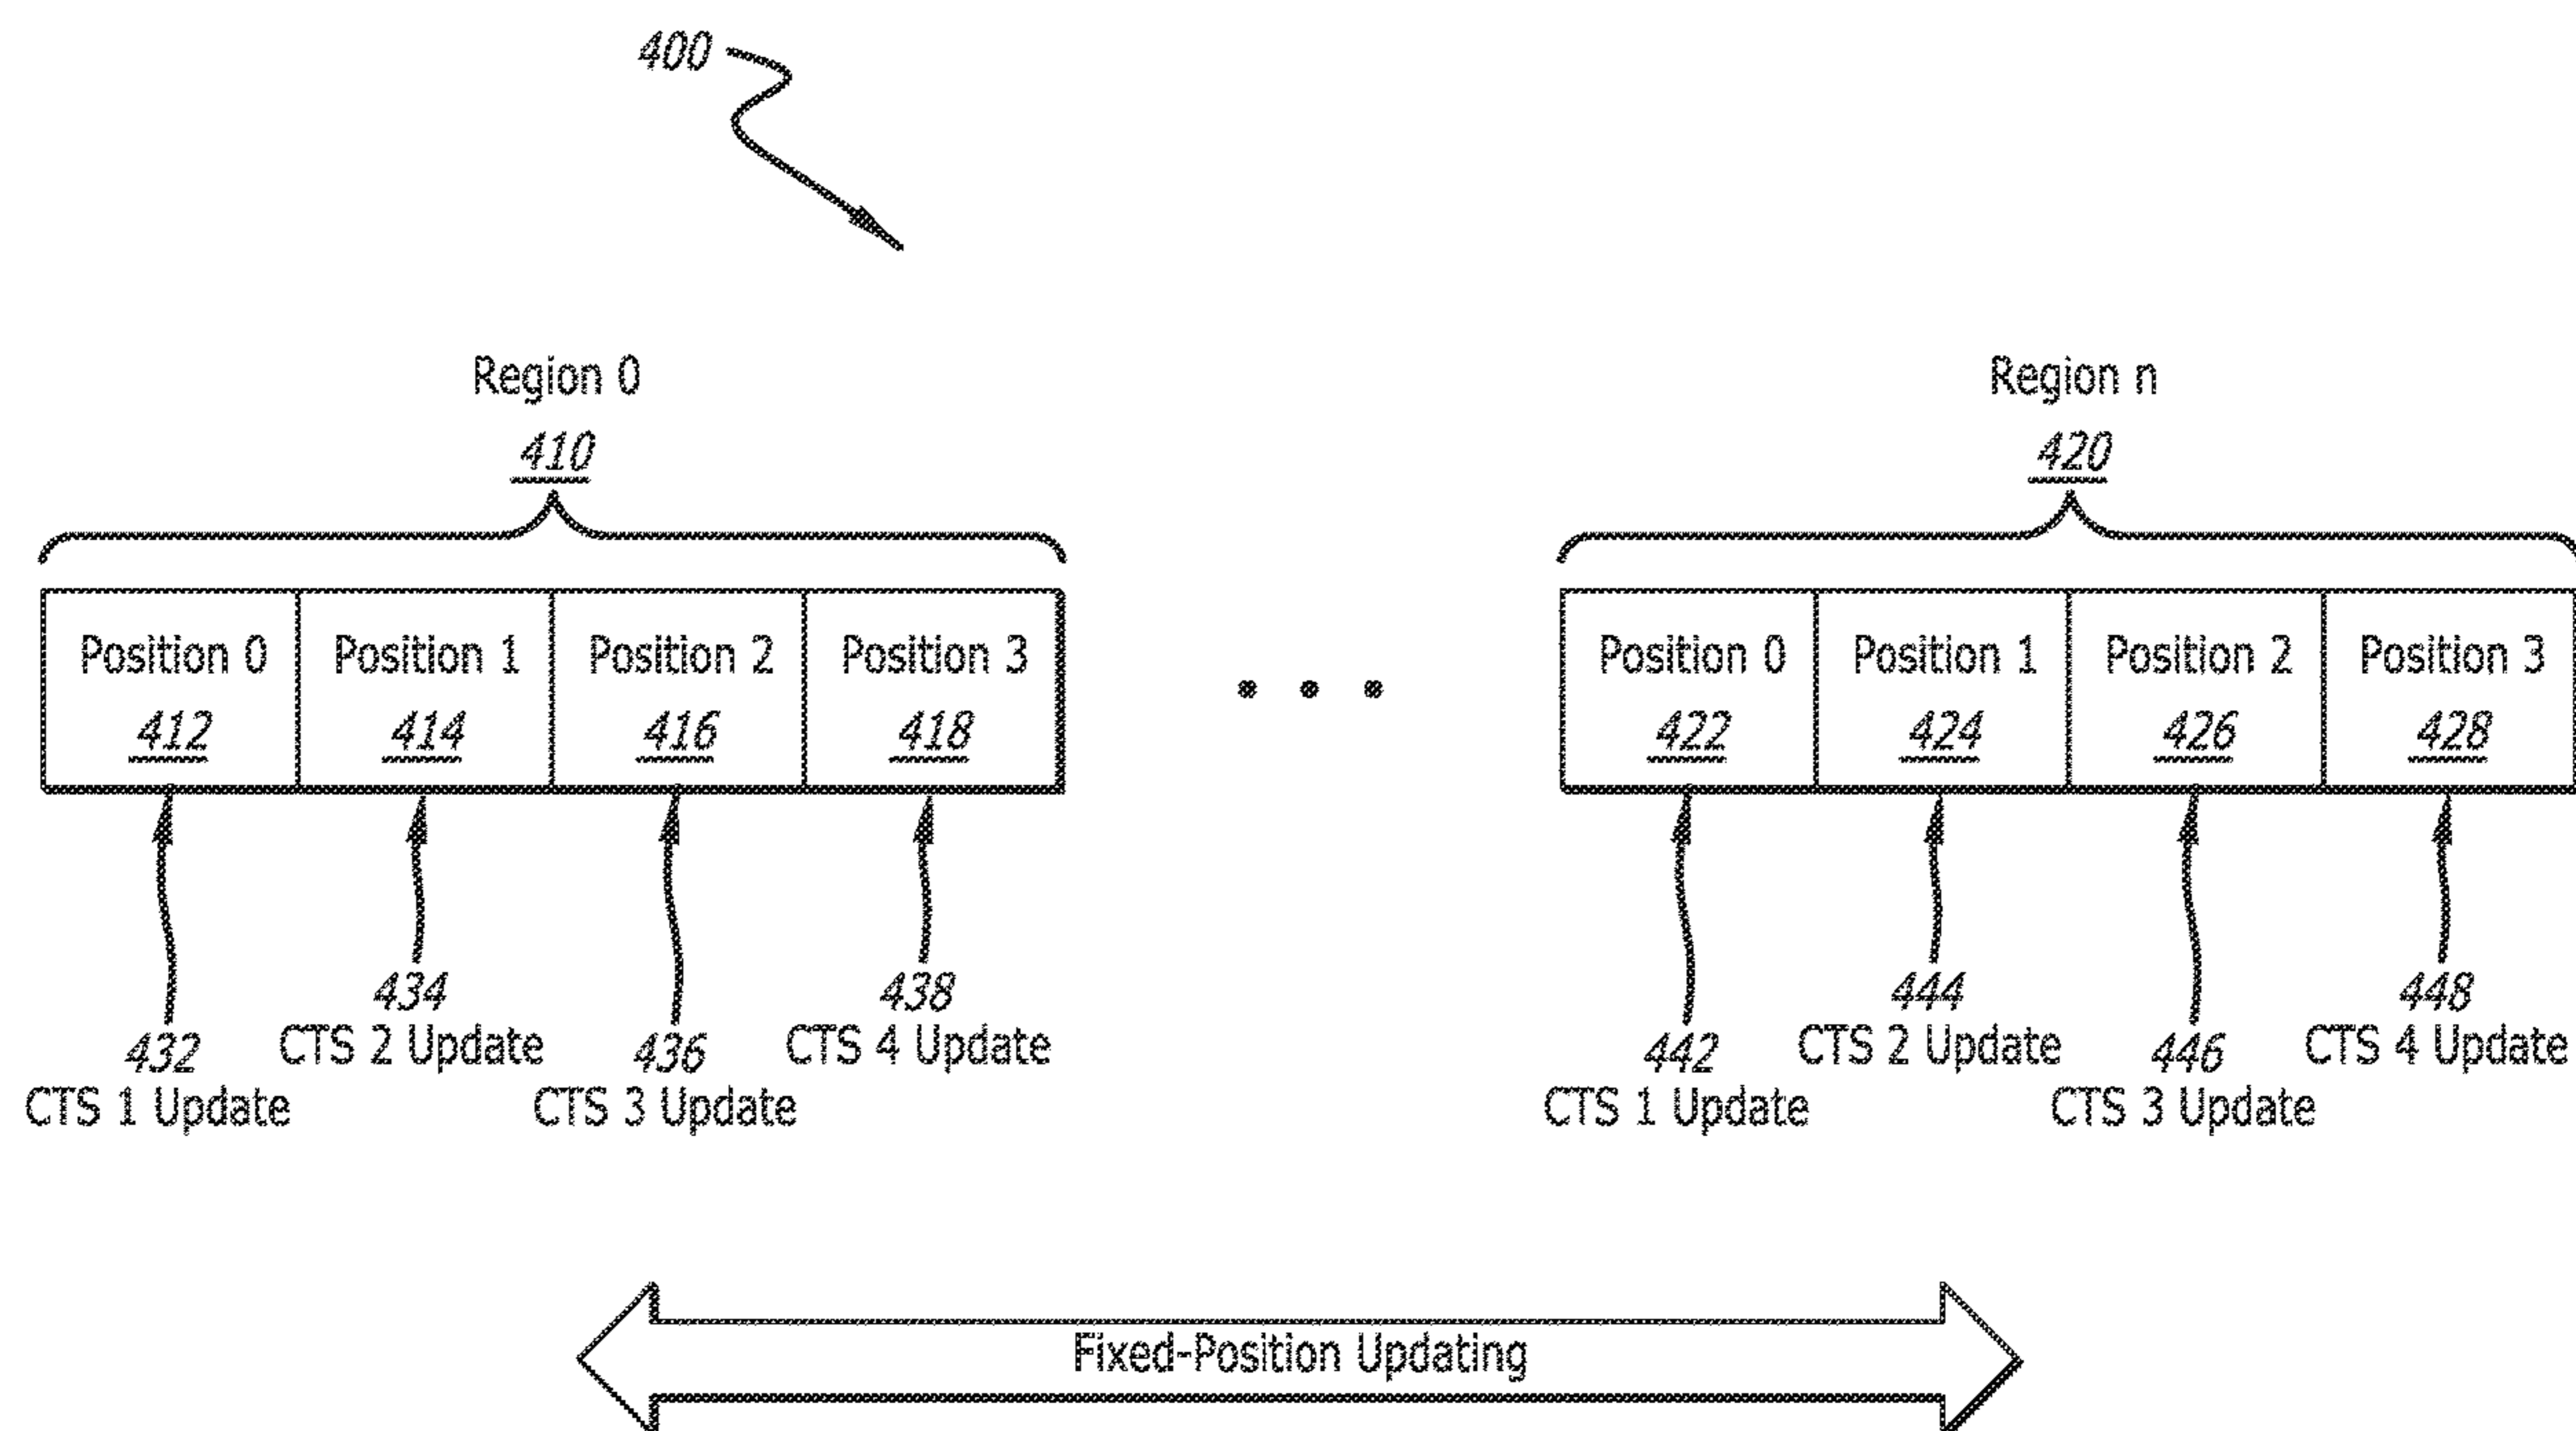 400
Region 0
410
Region n
420
Position 0
412
Position 1
414
Position 2
416
Position 3
418
Position 0
422
Position 1
424
Position 2
426
Position 3
428
432
CTS 1 Update
434
CTS 2 Update
436
CTS 3 Update
438
CTS 4 Update
442
CTS 1 Update
444
CTS 2 Update
446
CTS 3 Update
448
CTS 4 Update
Fixed-Position Updating